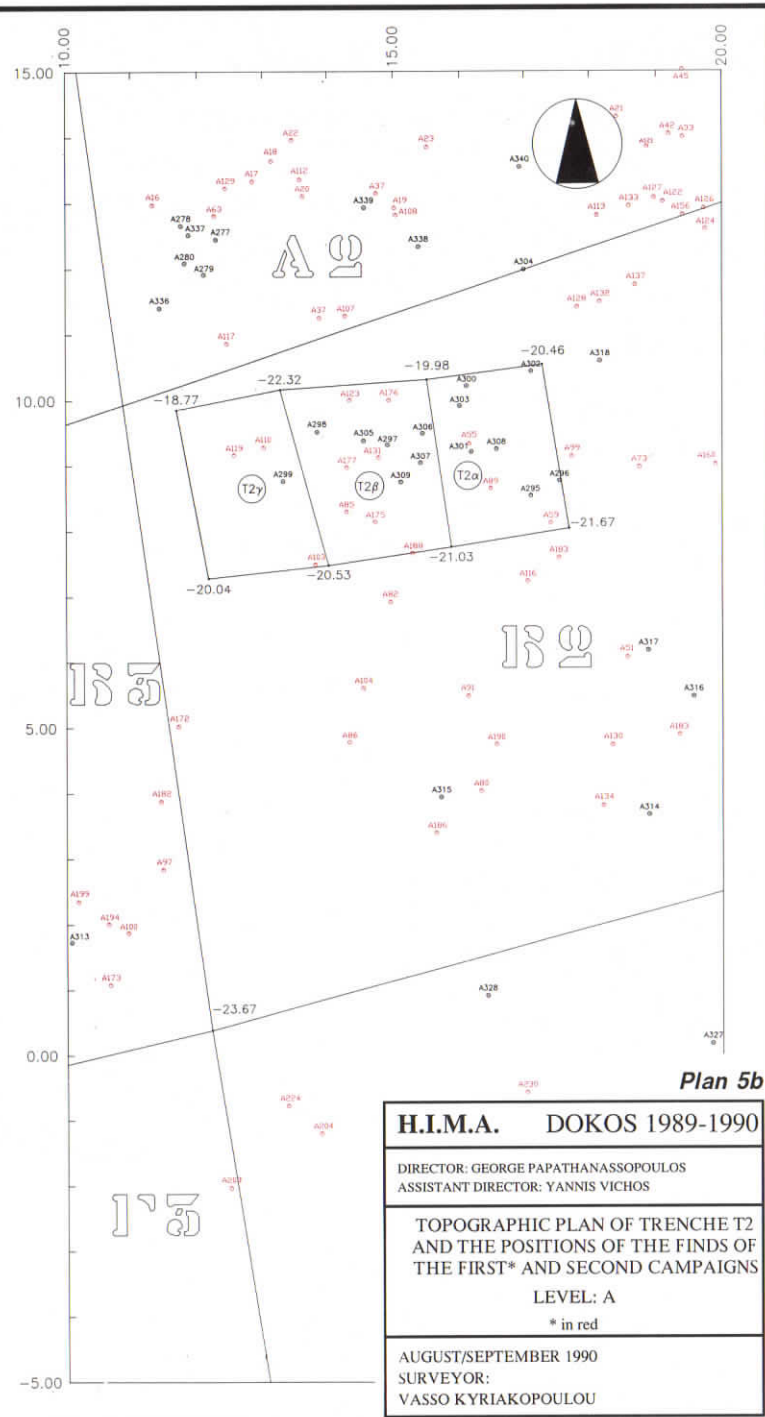 10.00
15.00
20.00
15.00
A45
A21
A42
A33
A22
A23
A121
A340
A18
A17
A112
A129
A20
A37
A339
A19
A108
A16
A63
A127
A122
A133
A113
A156
A126
A124
A278
A337
A277
A2
A338
A280
A279
A304
A137
A336
A37
A107
A128
A132
A117
A318
-20.46
-19.98
A302
-22.32
A300
-18.77
A303
10.00
A123
A176
A298
A305
A297
A306
A55
A301
A308
A119
A110
A131
A177
A307
A99
A73
A168
A299
A309
A89
A296
T2γ
T2β
T2α
A295
A85
A175
A59
-21.67
A103
A188
-21.03
A183
-20.53
-20.04
A116
A82
B2
A51
A317
B3
A104
A316
A172
5.00
A86
A198
A130
A183
A182
A315
A80
A134
A314
A186
A97
A199
A194
A100
A313
A173
A328
-23.67
A327
0.00
A224
A204
Γ3
-5.00
Plan 5b
H.I.M.A. DOKOS 1989-1990
DIRECTOR: GEORGE PAPATHANASSOPOULOS
ASSISTANT DIRECTOR: YANNIS VICHOS
TOPOGRAPHIC PLAN OF TRENCHE T2
AND THE POSITIONS OF THE FINDS OF
THE FIRST* AND SECOND CAMPAIGNS
LEVEL: A
* in red
AUGUST/SEPTEMBER 1990
SURVEYOR:
VASSO KYRIAKOPOULOU